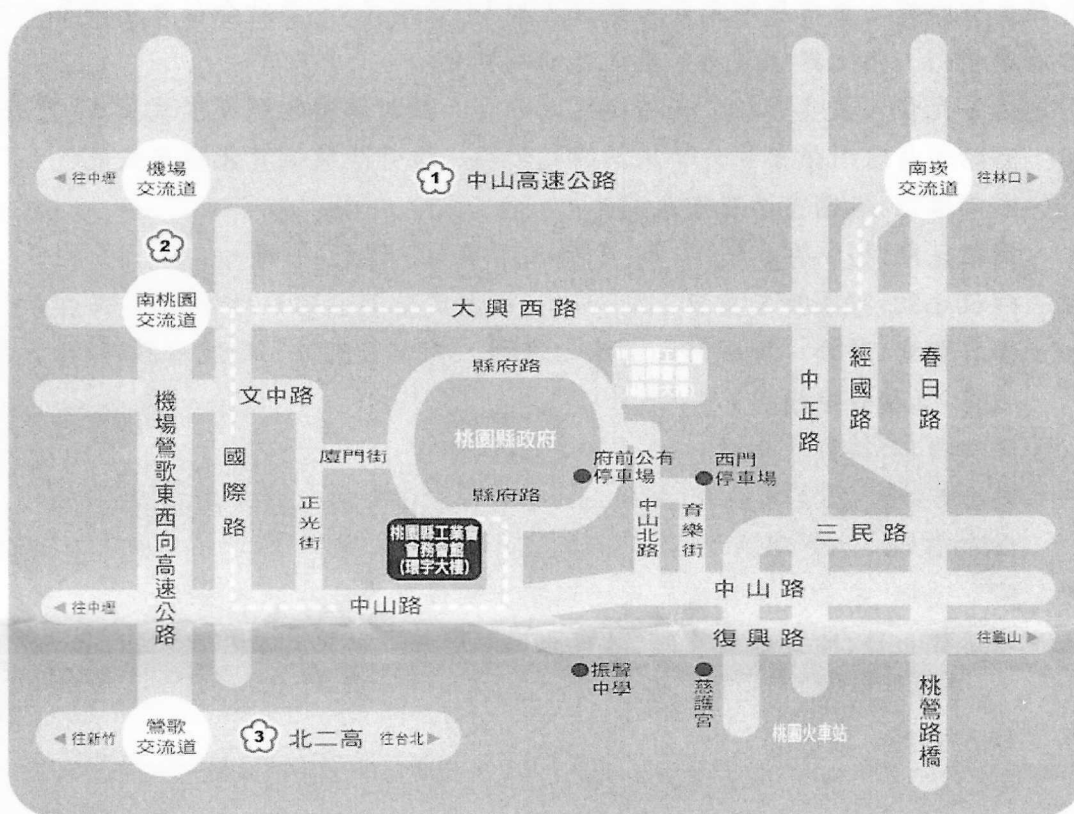 機場
交流道
南崁
交流道
往中壢
1 中山高速公路
往林口
2
南桃園
交流道
大興西路
縣府路
文中路
中正路
經國路
春日路
桃園縣政府
廈門街
國際路
機場鶯歌東西向高速公路
府前公有
停車場
西門
停車場
縣府路
正光街
中山北路
育樂街
桃園縣工業會
會務會館
(環宇大樓)
三民路
中山路
往中壢
中山路
復興路
往龜山
振聲
中學
慈護宮
桃鶯路橋
桃園火車站
鶯歌
交流道
往新竹
3 北二高
往台北